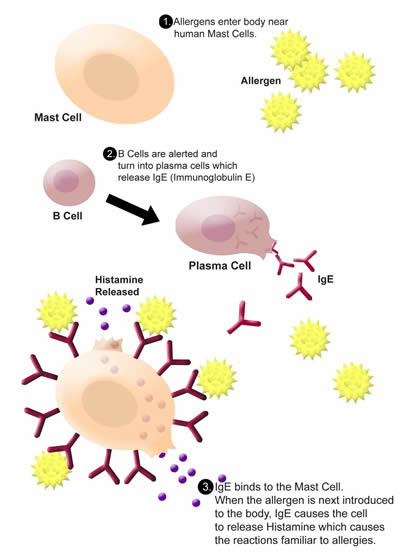 1. Allergens enter body near
human Mast Cells.
Allergen
Mast Cell
2. B Cells are alerted and
turn into plasma cells which
release IgE (Immunoglobulin E)
B Cell
Plasma Cell
IgE
Histamine
Released
3. IgE binds to the Mast Cell.
When the allergen is next introduced
to the body, IgE causes the cell
to release Histamine which causes
the reactions familiar to allergies.